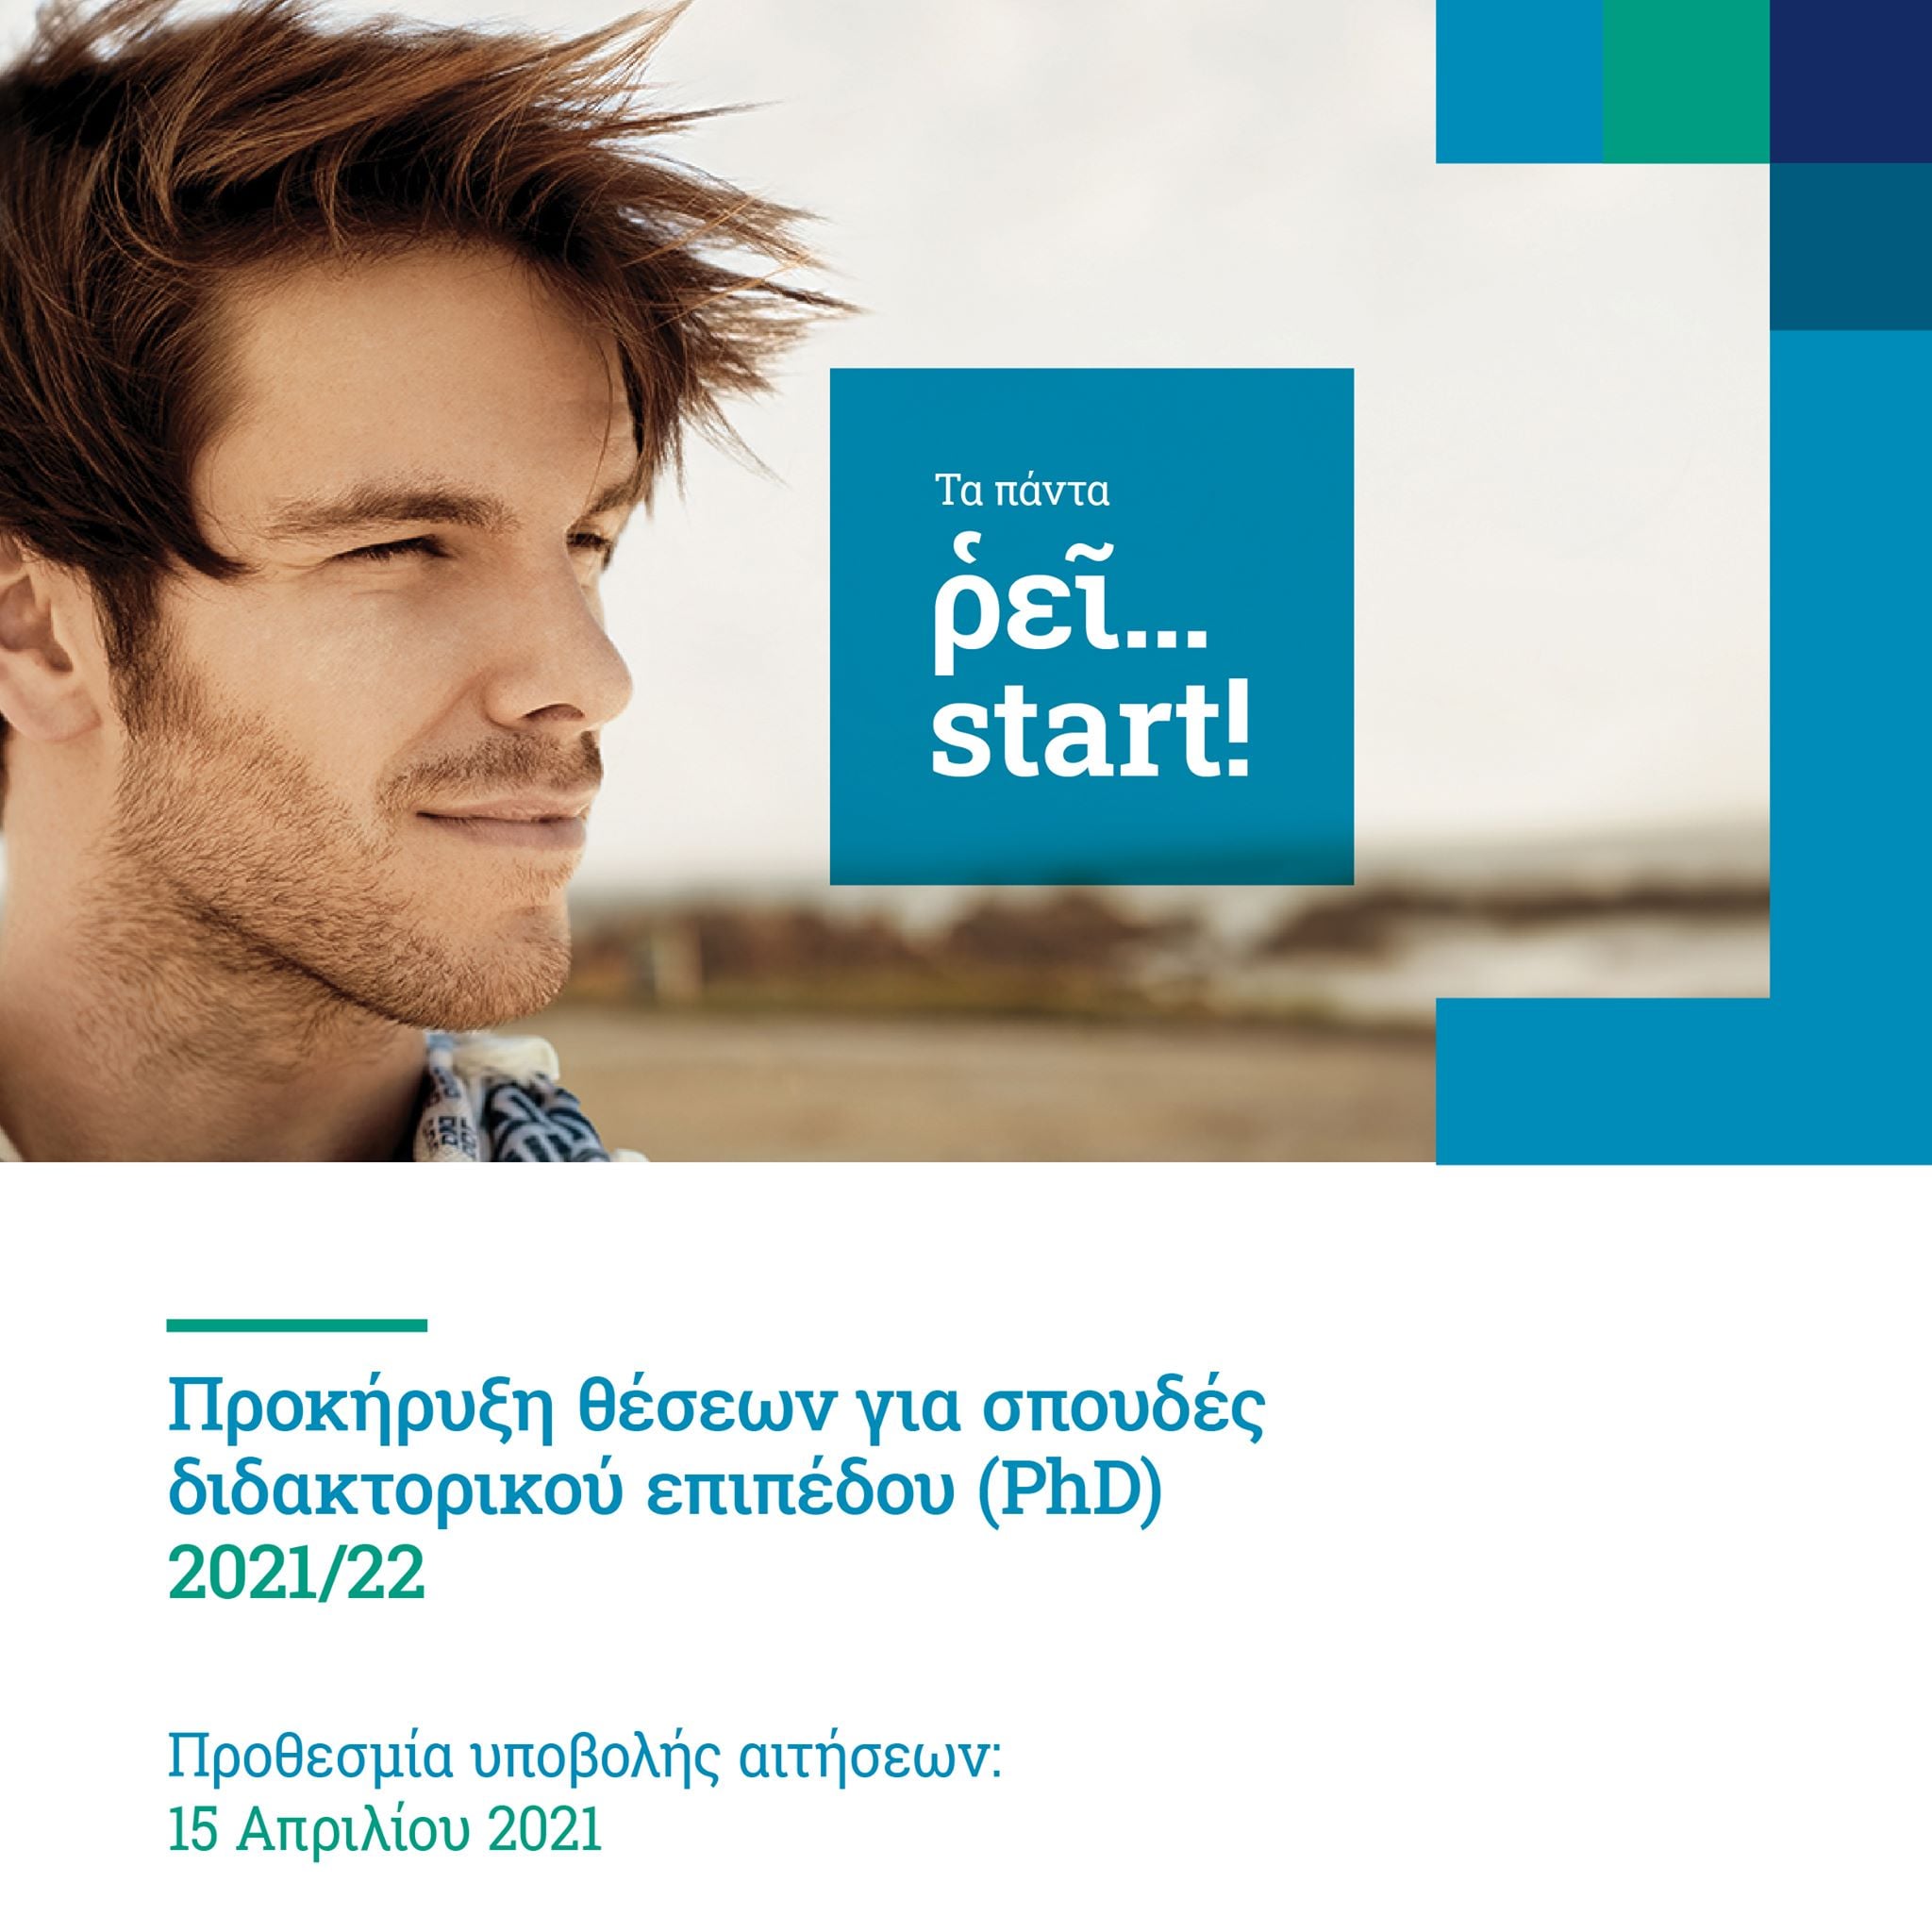 Τα πάντα
ῥεῖ...
start!
Προκήρυξη θέσεων για σπουδές
διδακτορικού επιπέδου (PhD)
2021/22
Προθεσμία υποβολής αιτήσεων:
15 Απριλίου 2021